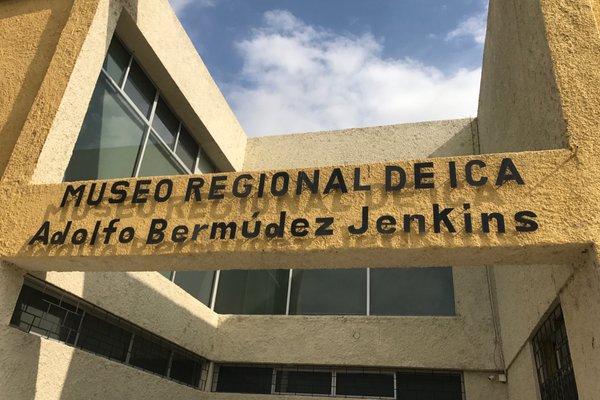 MUSEO REGIONAL DE ICA
Adolfo Bermúdez Jenkins